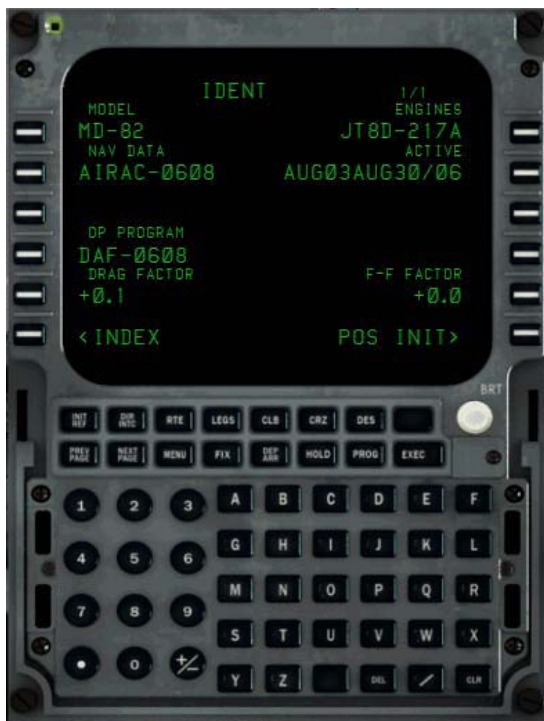 IDENT 1/1
MODEL ENGINES
MD-82 JT8D-217A
NAV DATA ACTIVE
AIRAC-0608 AUG03AUG30/06
OP PROGRAM
DAF-0608
DRAG FACTOR F-F FACTOR
+0.1 +0.0
<INDEX POS INIT>
BRT
INIT REF DIR INTC RTE LEGS CLB CRZ DES
PREV PAGE NEXT PAGE MENU FIX DEP ARR HOLD PROG EXEC
1 2 3 A B C D E F
4 5 6 G H I J K L
7 8 9 M N O P Q R
. 0 +/- S T U V W X
Y Z DEL / CLR